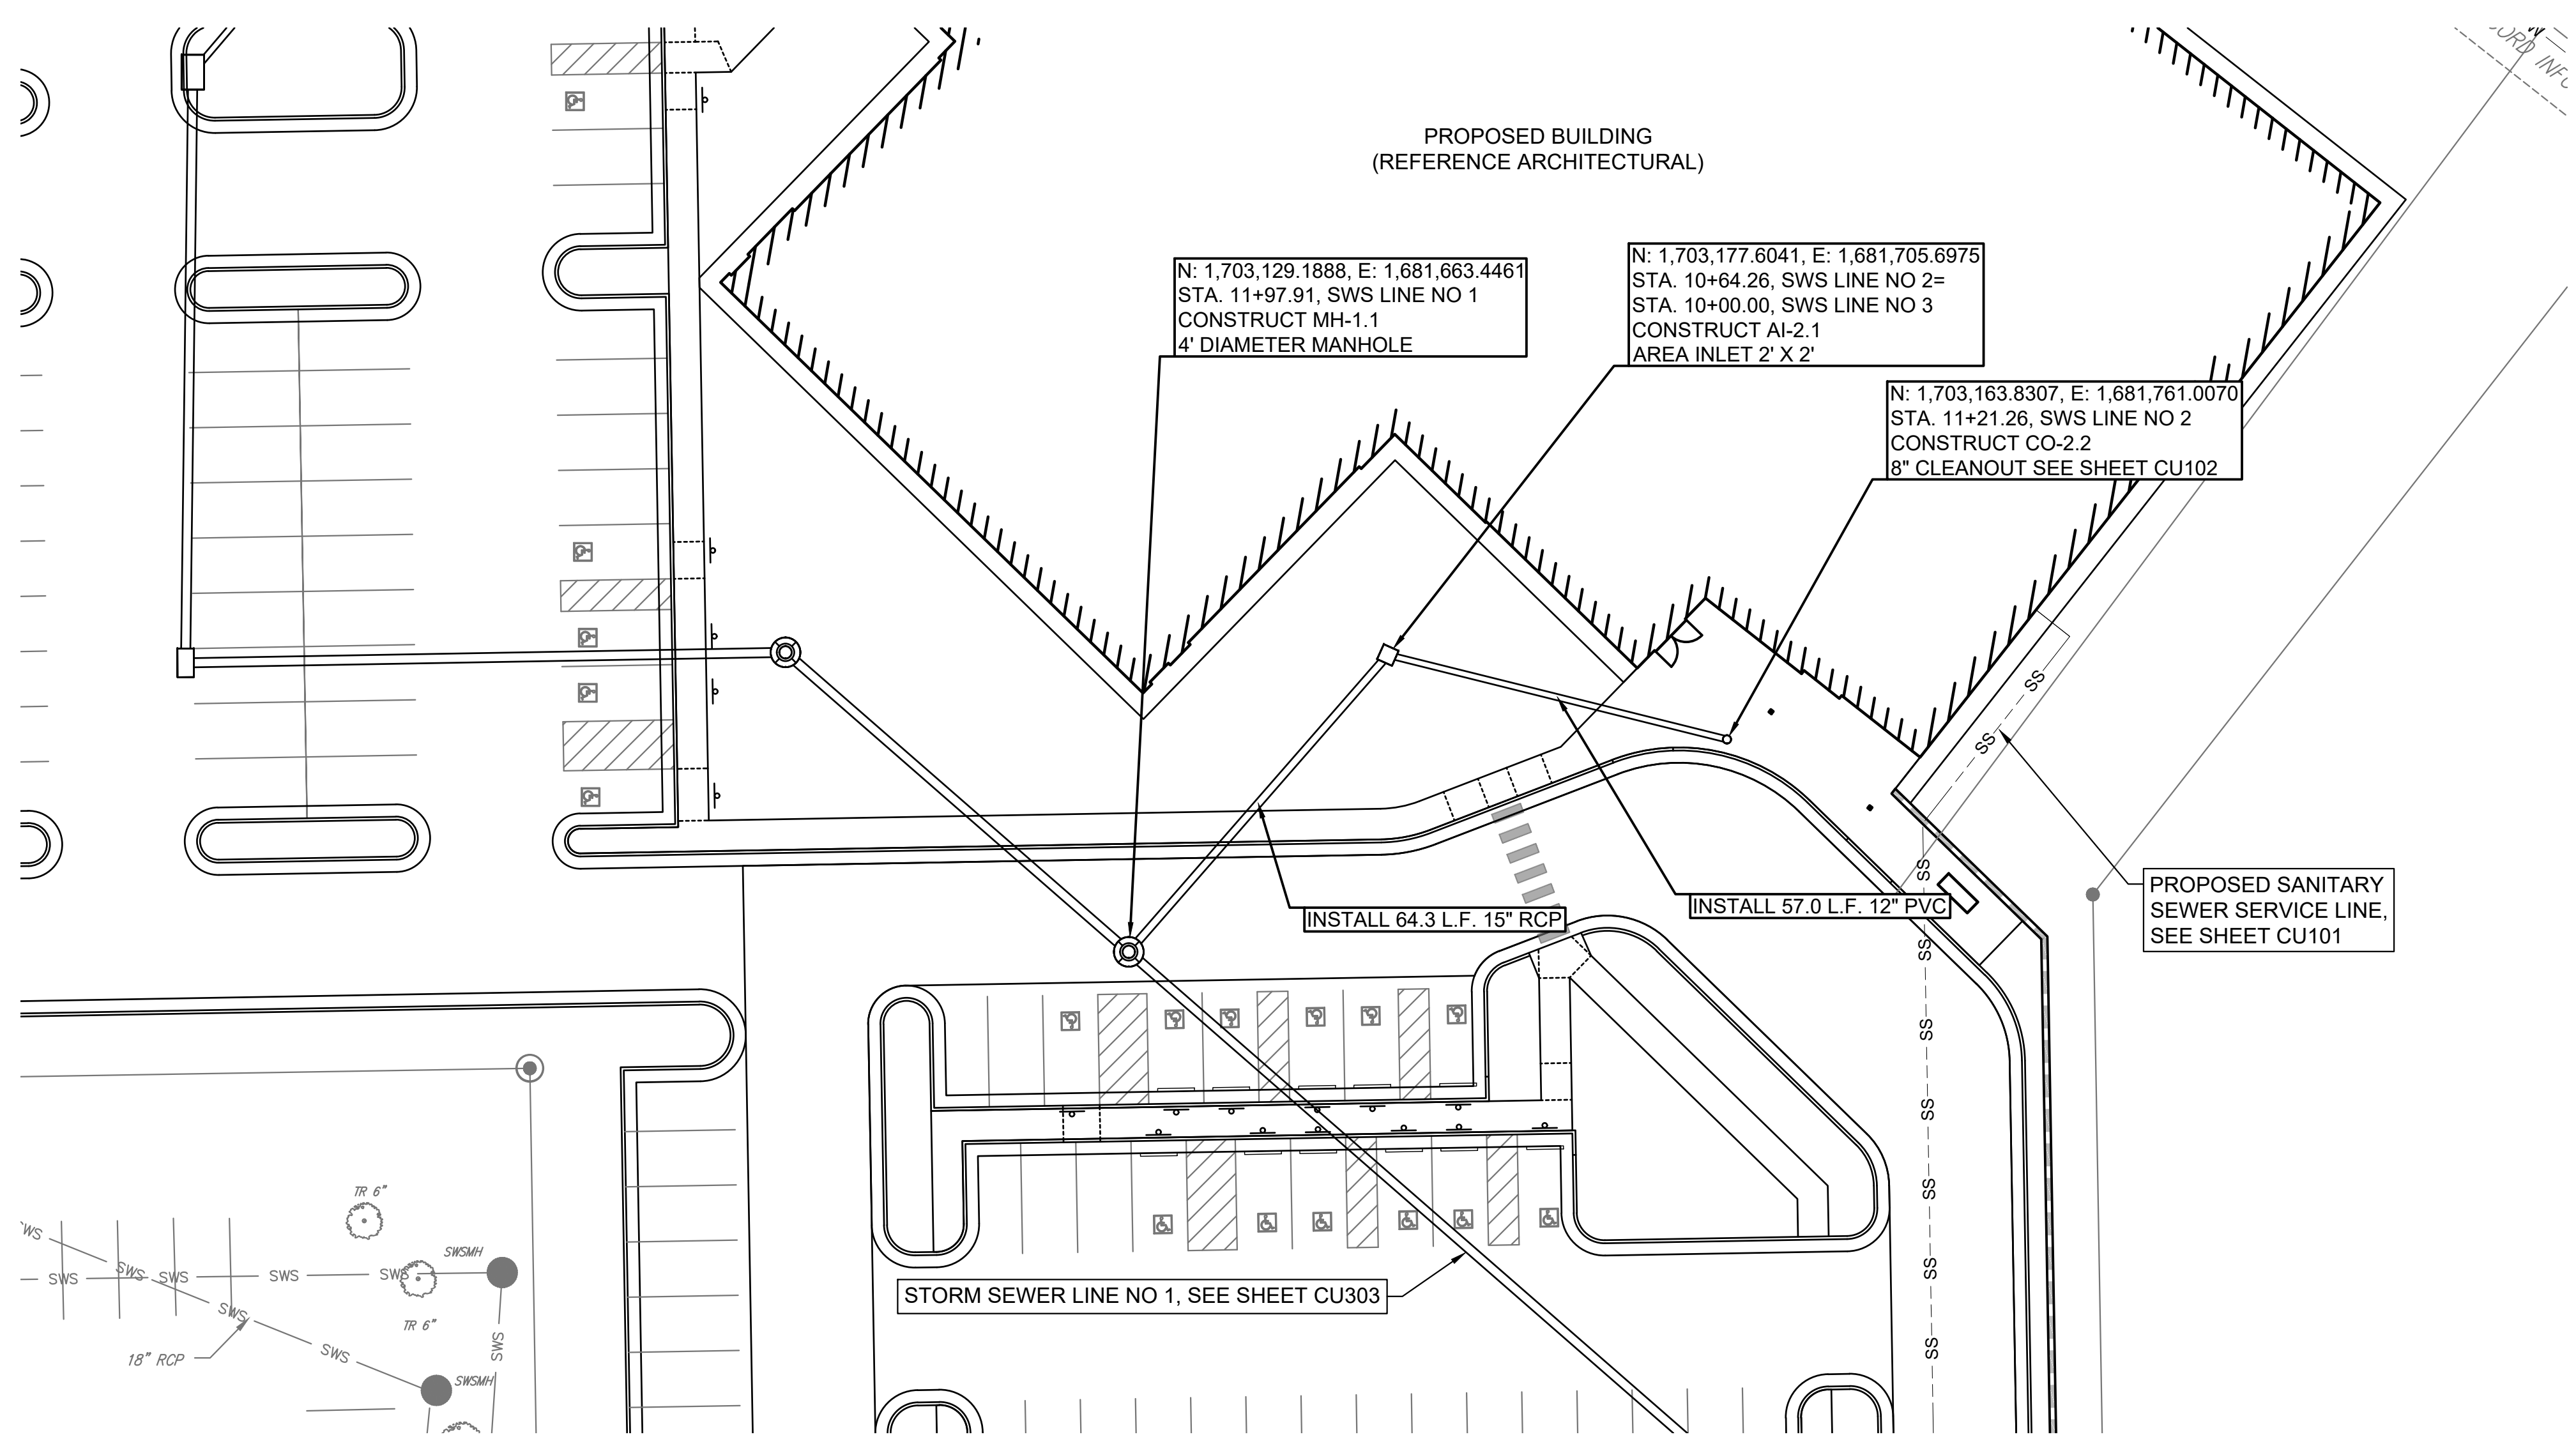 PROPOSED BUILDING
(REFERENCE ARCHITECTURAL)
N: 1,703,129.1888, E: 1,681,663.4461
STA. 11+97.91, SWS LINE NO 1
CONSTRUCT MH-1.1
4' DIAMETER MANHOLE
N: 1,703,177.6041, E: 1,681,705.6975
STA. 10+64.26, SWS LINE NO 2=
STA. 10+00.00, SWS LINE NO 3
CONSTRUCT AI-2.1
AREA INLET 2' X 2'
N: 1,703,163.8307, E: 1,681,761.0070
STA. 11+21.26, SWS LINE NO 2
CONSTRUCT CO-2.2
8" CLEANOUT SEE SHEET CU102
SS
SS
INSTALL 64.3 L.F. 15" RCP
INSTALL 57.0 L.F. 12" PVC
PROPOSED SANITARY
SEWER SERVICE LINE,
SEE SHEET CU101
SS
SS
SS
SS
SS
SS
SS
STORM SEWER LINE NO 1, SEE SHEET CU303
TR 6"
SWSMH
SWS
SWS
SWS
SWS
SWS
SWS
TR 6"
SWS
SWS
SWS
18" RCP
SWSMH